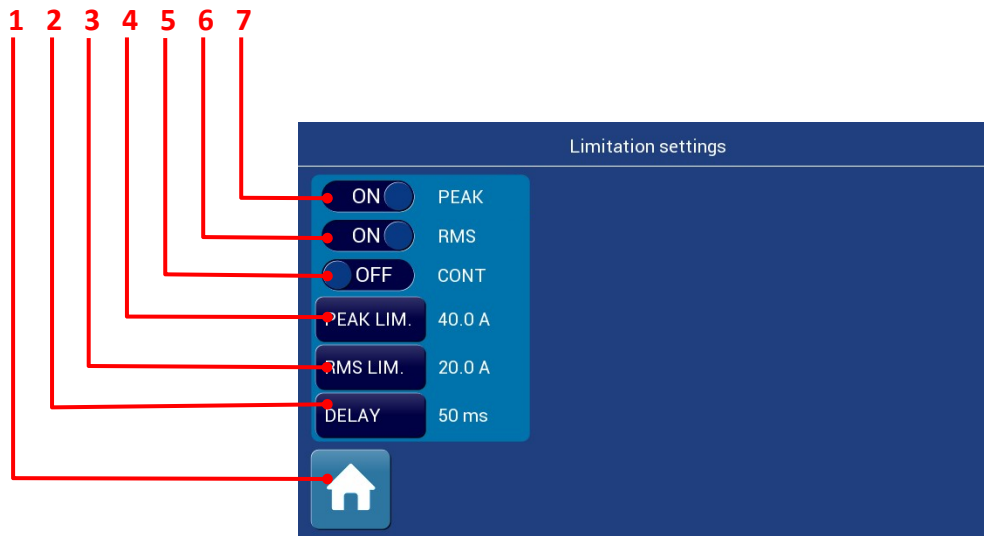 1 2 3 4 5 6 7
Limitation settings
ON PEAK
ON RMS
OFF CONT
PEAK LIM. 40.0 A
RMS LIM. 20.0 A
DELAY 50 ms